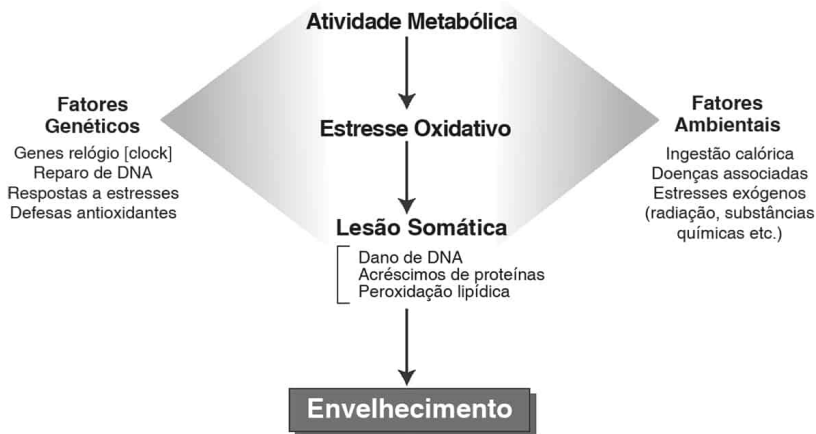 Atividade Metabólica
Fatores
Genéticos
Genes relógio [clock]
Reparo de DNA
Respostas a estresses
Defesas antioxidantes
Estresse Oxidativo
Fatores
Ambientais
Ingestão calórica
Doenças associadas
Estresses exógenos
(radiação, substâncias
químicas etc.)
Lesão Somática
Dano de DNA
Acréscimos de proteínas
Peroxidação lipídica
Envelhecimento